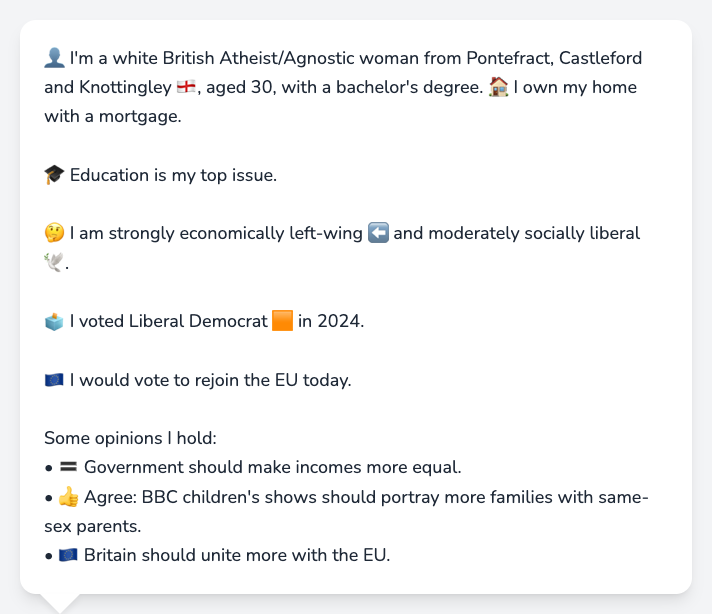 👤 I'm a white British Atheist/Agnostic woman from Pontefract, Castleford
and Knottingley 🏴󠁧󠁢󠁥󠁮󠁧󠁿, aged 30, with a bachelor's degree. 🏠 I own my home
with a mortgage.
🎓 Education is my top issue.
🤔 I am strongly economically left-wing ⬅️ and moderately socially liberal
🕊️.
🗳️ I voted Liberal Democrat 🟧 in 2024.
🇪🇺 I would vote to rejoin the EU today.
Some opinions I hold:
• 🟰 Government should make incomes more equal.
• 👍 Agree: BBC children's shows should portray more families with same-
sex parents.
• 🇪🇺 Britain should unite more with the EU.